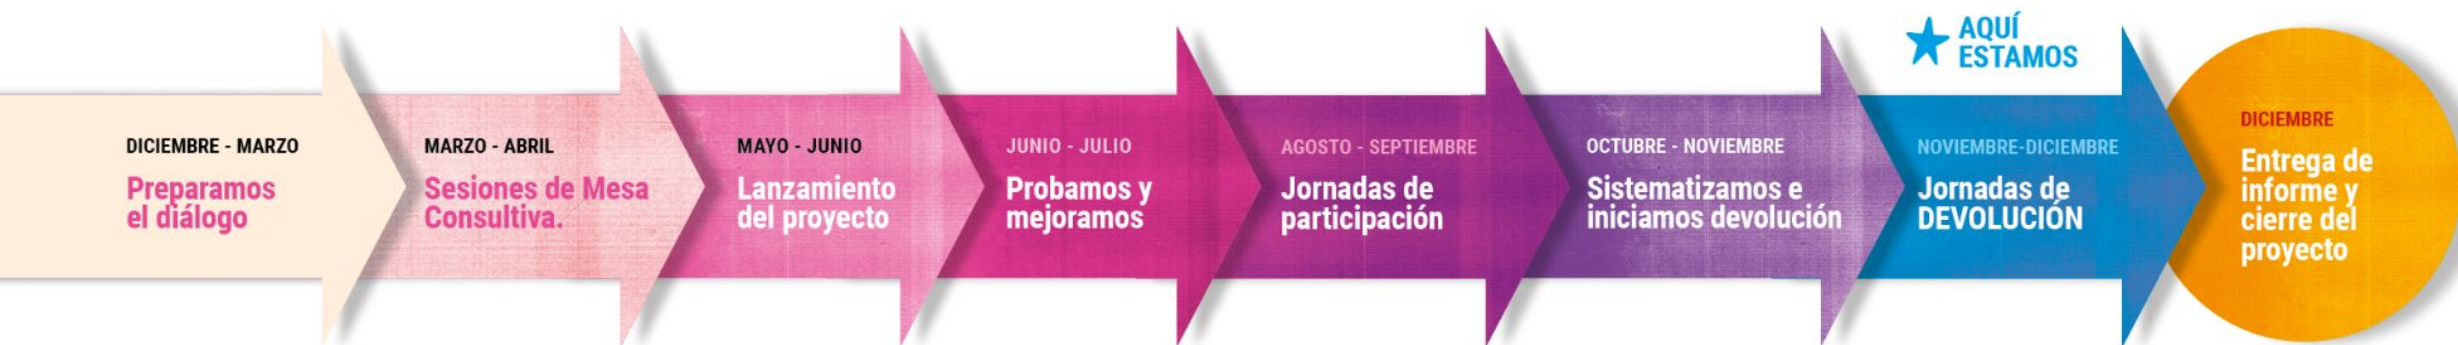 DICIEMBRE - MARZO
Preparamos
el diálogo
MARZO - ABRIL
Sesiones de Mesa
Consultiva.
MAYO - JUNIO
Lanzamiento
del proyecto
JUNIO - JULIO
Probamos y
mejoramos
AGOSTO - SEPTIEMBRE
Jornadas de
participación
OCTUBRE - NOVIEMBRE
Sistematizamos e
iniciamos devolución
AQUÍ
ESTAMOS
NOVIEMBRE-DICIEMBRE
Jornadas de
DEVOLUCIÓN
DICIEMBRE
Entrega de
informe y
cierre del
proyecto